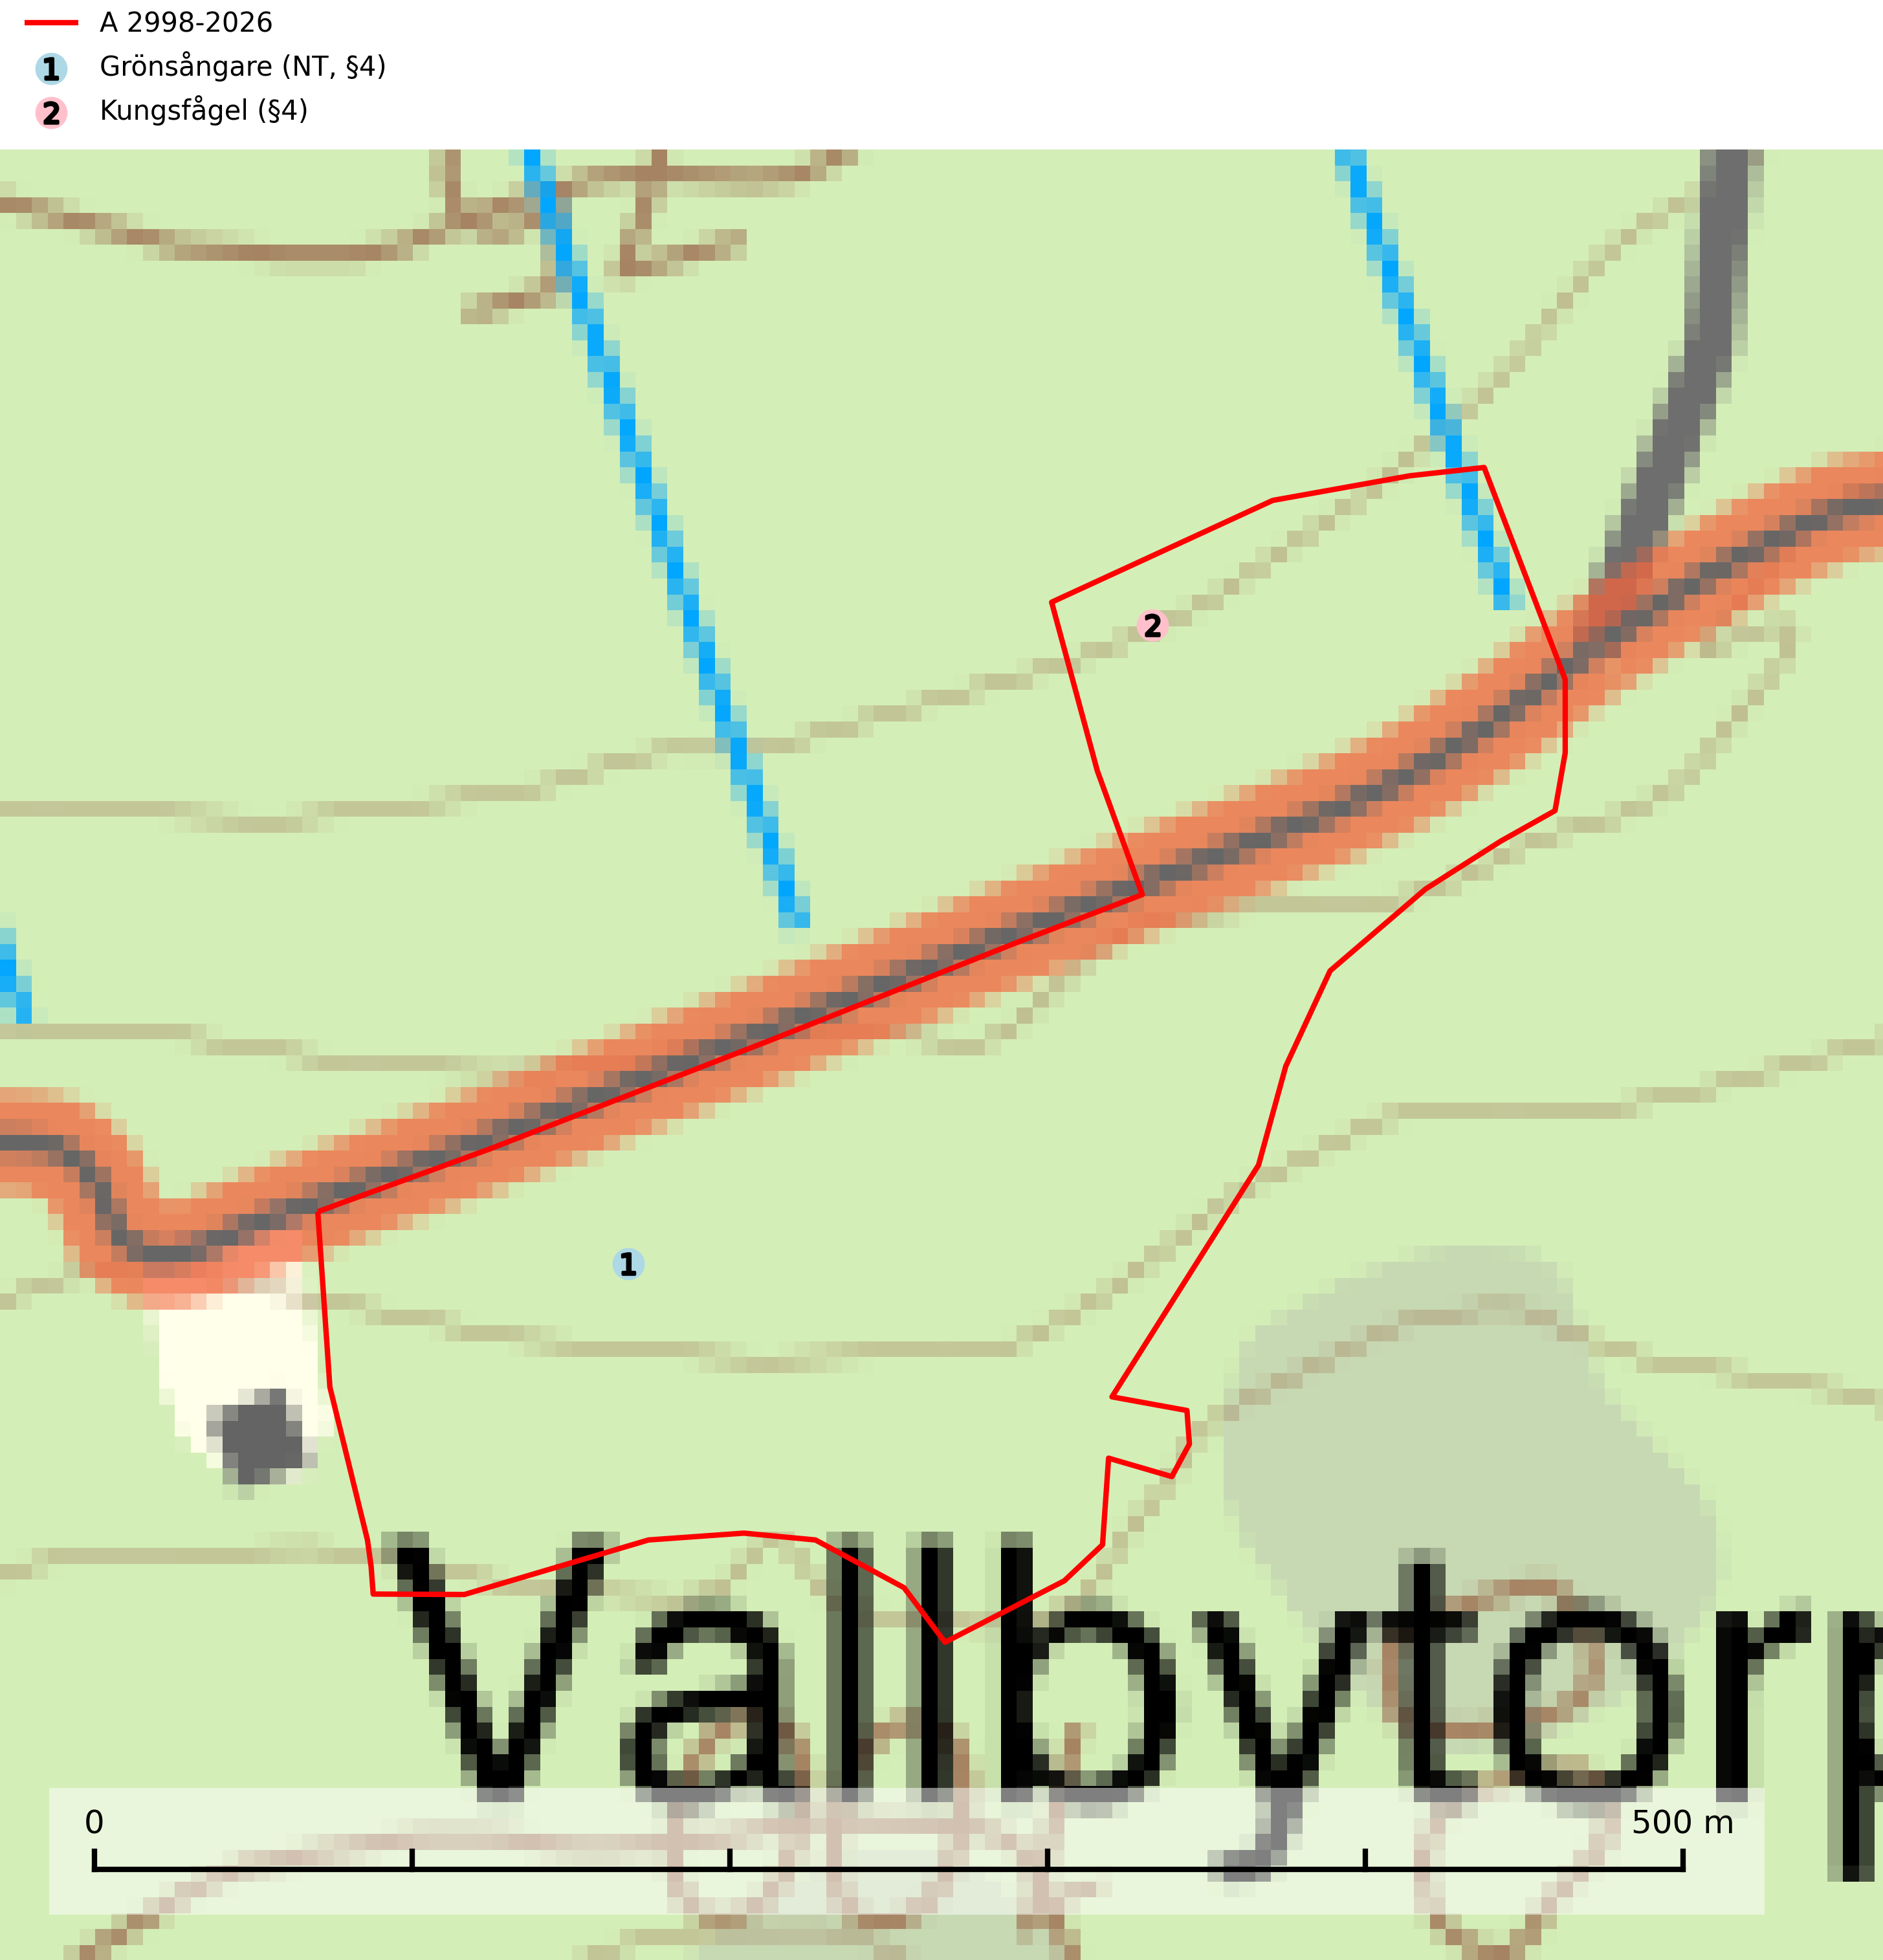 A 2998-2026
1 Grönsångare (NT, §4)
2 Kungsfågel (§4)
2
1
Vallbytorp
0 500 m